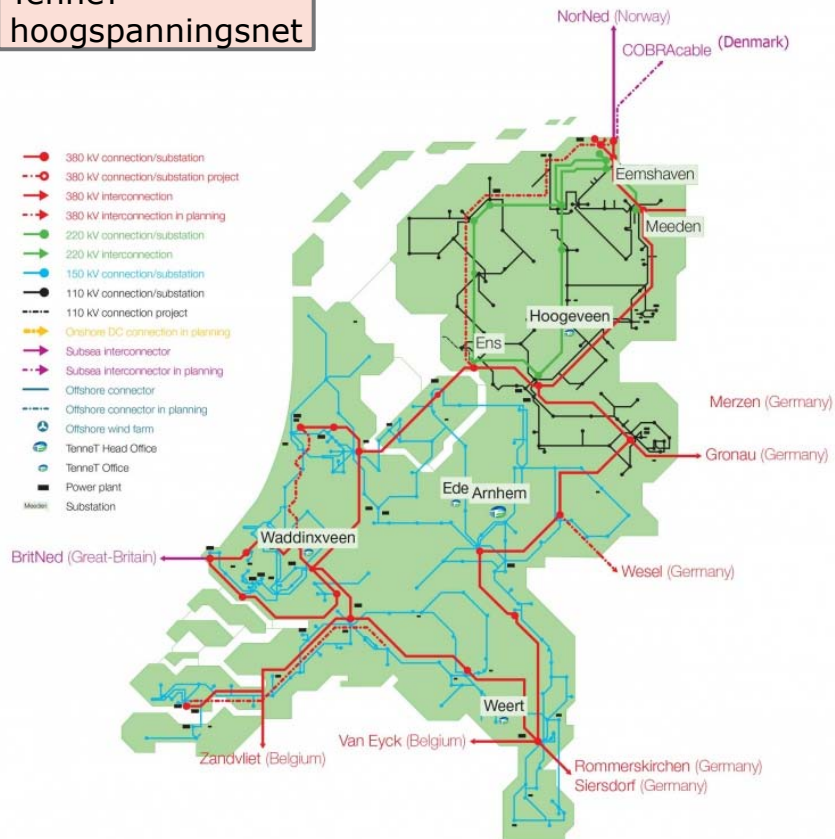 TenneT
hoogspanningsnet
NorNed (Norway)
COBRAcable (Denmark)
380 kV connection/substation
380 kV connection/substation project
380 kV interconnection
380 kV interconnection in planning
220 kV connection/substation
220 kV interconnection
150 kV connection/substation
110 kV connection/substation
110 kV connection project
Onshore DC connection in planning
Subsea interconnector
Subsea interconnector in planning
Offshore connector
Offshore connector in planning
Offshore wind farm
TenneT Head Office
TenneT Office
Power plant
Meeden Substation
Eemshaven
Meeden
Hoogeveen
Ens
Merzen (Germany)
Gronau (Germany)
Ede Arnhem
Waddinxveen
BritNed (Great-Britain)
Wesel (Germany)
Weert
Zandvliet (Belgium)
Van Eyck (Belgium)
Rommerskirchen (Germany)
Siersdorf (Germany)